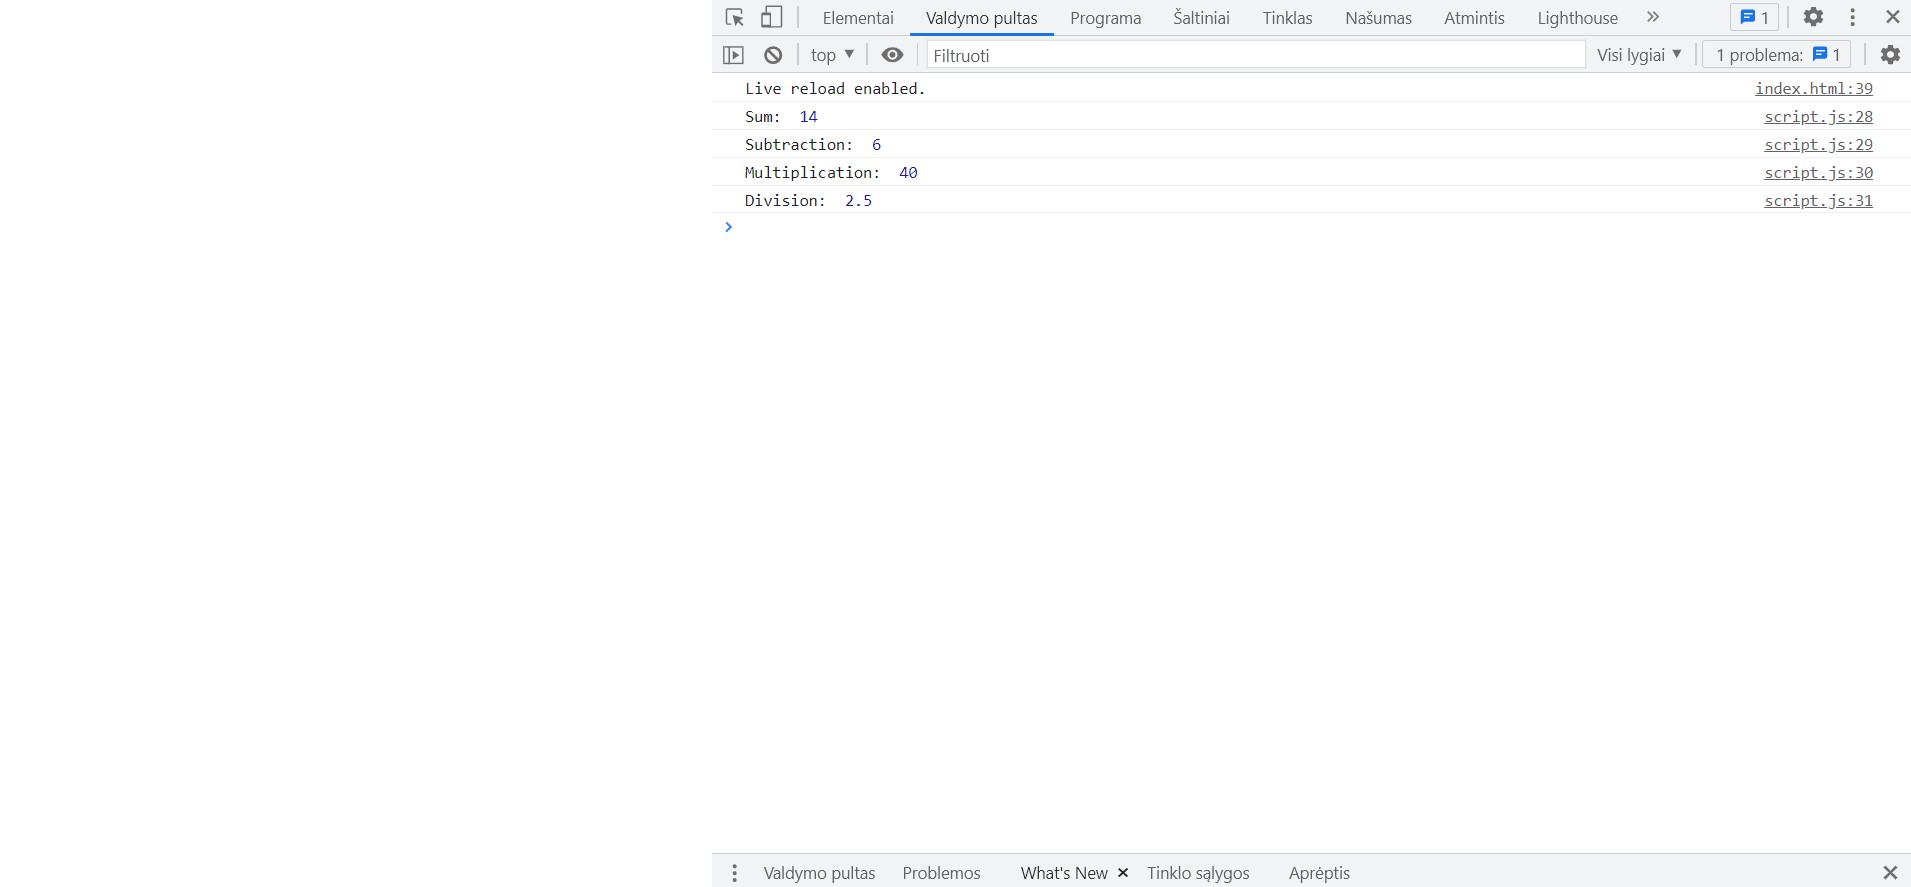 Elementai Valdymo pultas Programa Šaltiniai Tinklas Našumas Atmintis Lighthouse » 1
top ▼ Filtruoti Visi lygiai ▼ 1 problema: 1
Live reload enabled. index.html:39
Sum: 14 script.js:28
Subtraction: 6 script.js:29
Multiplication: 40 script.js:30
Division: 2.5 script.js:31
Valdymo pultas Problemos What's New × Tinklo sąlygos Aprėptis